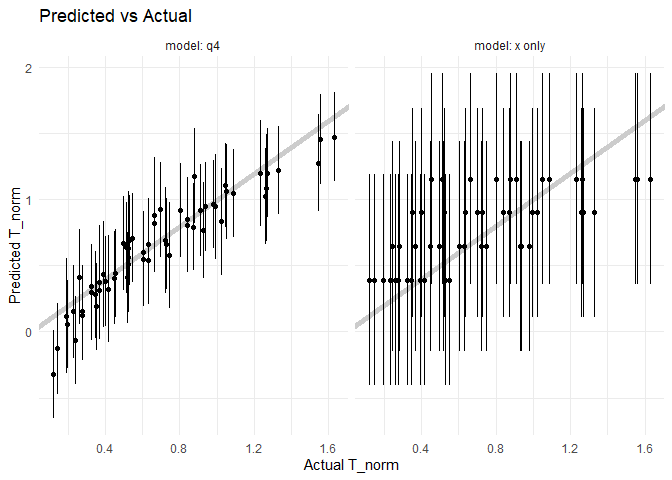 Predicted vs Actual
model: q4
model: x only
2
1
0
Predicted T_norm
0.4
0.8
1.2
1.6
0.4
0.8
1.2
1.6
Actual T_norm